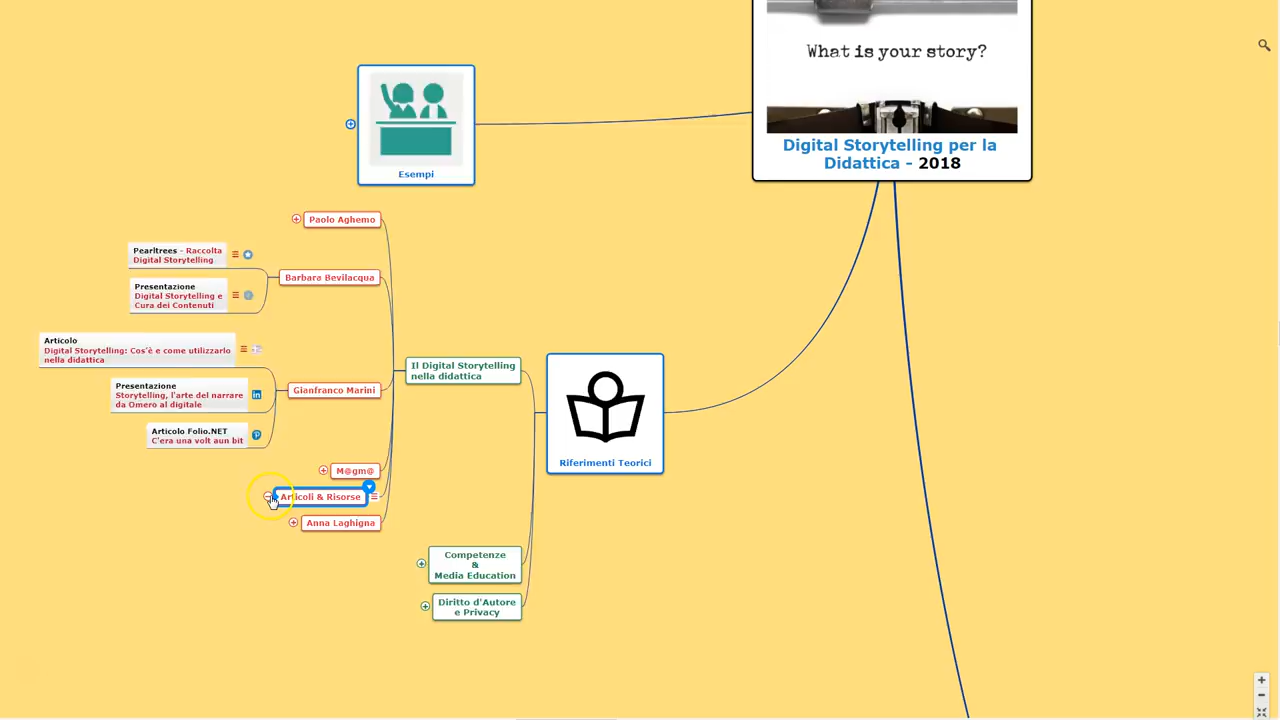 What is your story?
Digital Storytelling per la
Didattica - 2018
Esempi
Paolo Aghemo
Pearltrees - Raccolta
Digital Storytelling
Barbara Bevilacqua
Presentazione
Digital Storytelling e
Cura dei Contenuti
Articolo
Digital Storytelling: Cos'è e come utilizzarlo
nella didattica
Il Digital Storytelling
nella didattica
Presentazione
Storytelling, l'arte del narrare
da Omero al digitale
Gianfranco Marini
Articolo Folio.NET
C'era una volt aun bit
Riferimenti Teorici
M@gm@
Articoli & Risorse
Anna Laghigna
Competenze
&
Media Education
Diritto d'Autore
e Privacy